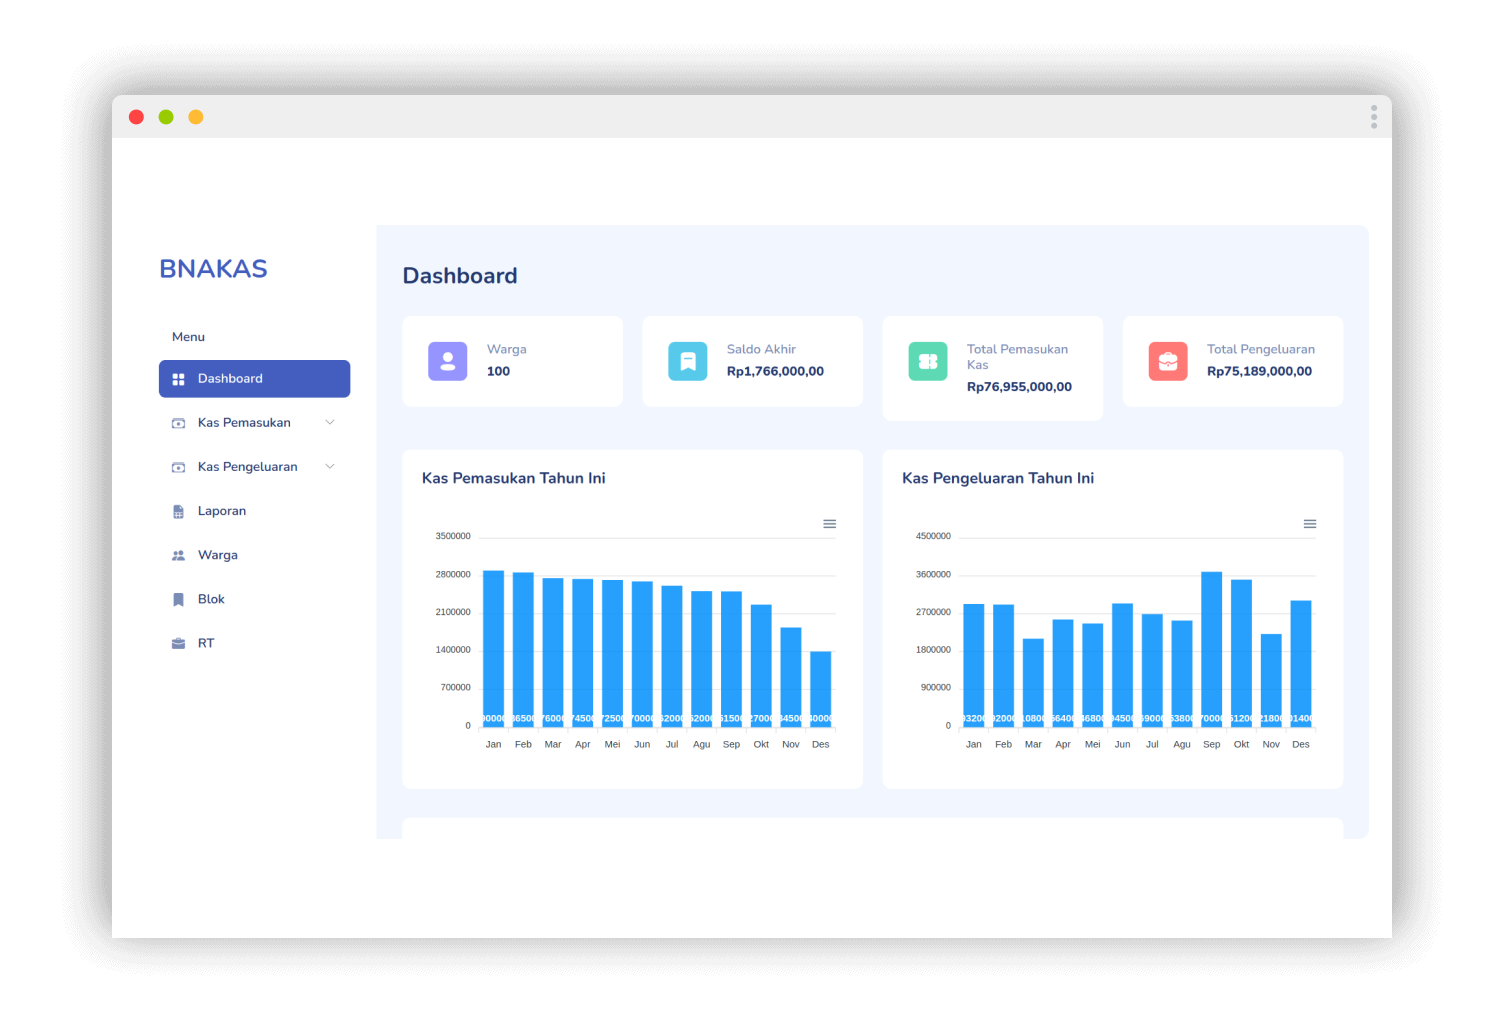 BNAKAS
Menu
Dashboard
Kas Pemasukan
Kas Pengeluaran
Laporan
Warga
Blok
RT
Dashboard
Warga
100
Saldo Akhir
Rp1,766,000,00
Total Pemasukan
Kas
Rp76,955,000,00
Total Pengeluaran
Rp75,189,000,00
Kas Pemasukan Tahun Ini
3500000
2800000
2100000
1400000
700000
0
Jan Feb Mar Apr Mei Jun Jul Agu Sep Okt Nov Des
Kas Pengeluaran Tahun Ini
4500000
3600000
2700000
1800000
900000
0
Jan Feb Mar Apr Mei Jun Jul Agu Sep Okt Nov Des